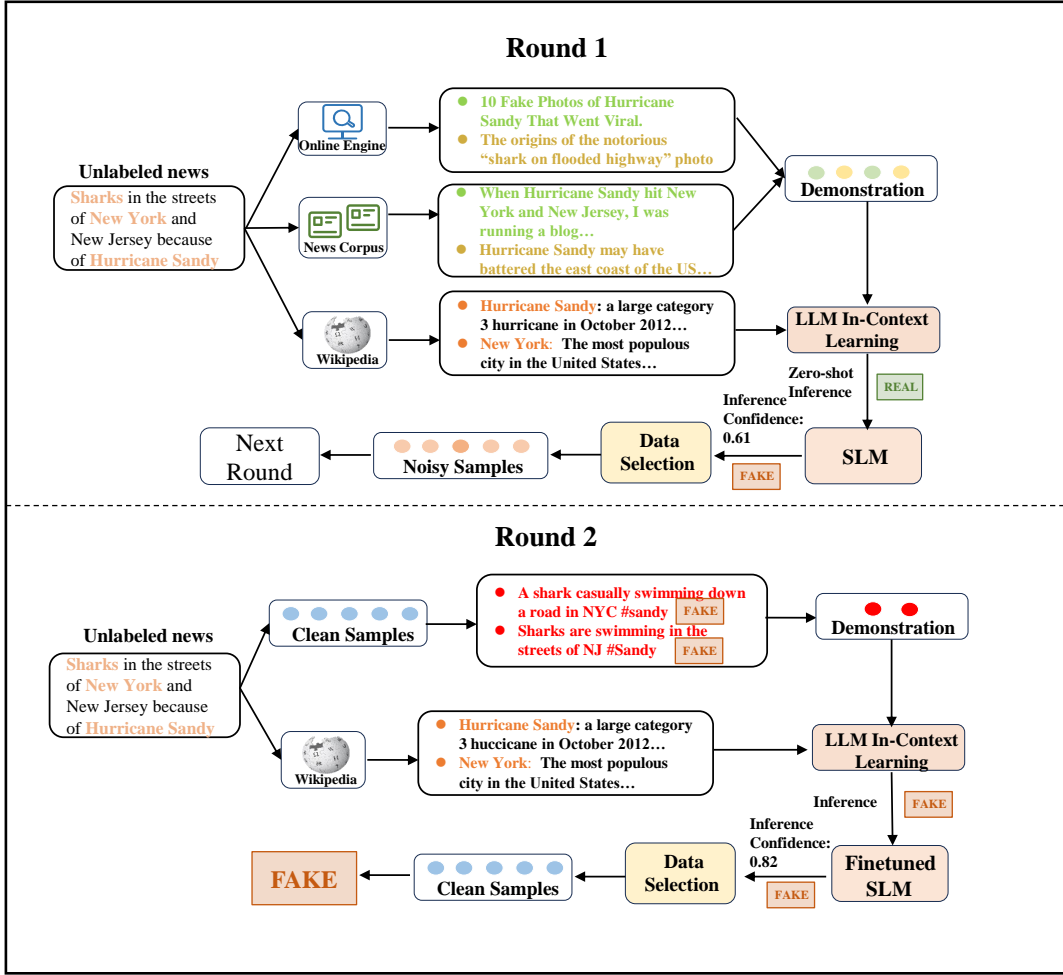 Round 1
Unlabeled news
Sharks in the streets
of New York and
New Jersey because
of Hurricane Sandy
Online Engine
News Corpus
Wikipedia
10 Fake Photos of Hurricane
Sandy That Went Viral.
The origins of the notorious
“shark on flooded highway” photo
When Hurricane Sandy hit New
York and New Jersey, I was
running a blog…
Hurricane Sandy may have
battered the east coast of the US…
Hurricane Sandy: a large category
3 hurricane in October 2012…
New York: The most populous
city in the United States…
Demonstration
LLM In-Context
Learning
Zero-shot
Inference
REAL
SLM
Inference
Confidence:
0.61
FAKE
Data
Selection
Noisy Samples
Next
Round
Round 2
Unlabeled news
Sharks in the streets
of New York and
New Jersey because
of Hurricane Sandy
Clean Samples
Wikipedia
A shark casually swimming down
a road in NYC #sandy FAKE
Sharks are swimming in the
streets of NJ #Sandy FAKE
Hurricane Sandy: a large category
3 huccicane in October 2012…
New York: The most populous
city in the United States…
Demonstration
LLM In-Context
Learning
Inference
FAKE
Finetuned
SLM
Inference
Confidence:
0.82
FAKE
Data
Selection
Clean Samples
FAKE